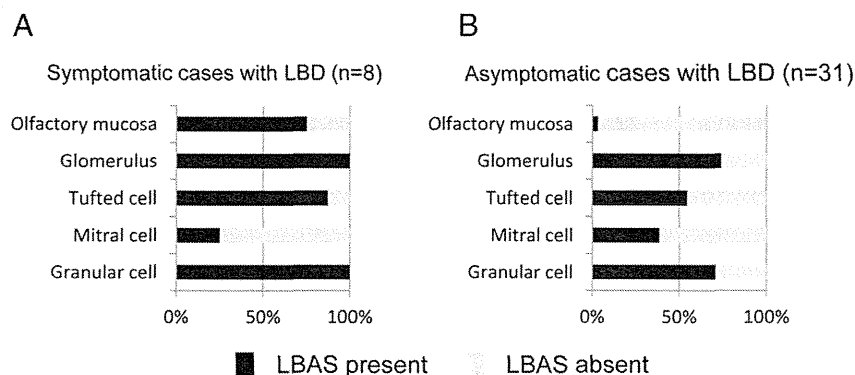 A
Symptomatic cases with LBD (n=8)
Olfactory mucosa
Glomerulus
Tufted cell
Mitral cell
Granular cell
0% 50% 100%
B
Asymptomatic cases with LBD (n=31)
Olfactory mucosa
Glomerulus
Tufted cell
Mitral cell
Granular cell
0% 50% 100%
LBAS present LBAS absent